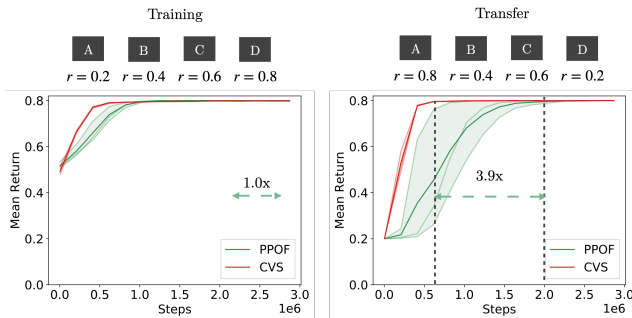 Training
A B C D
r = 0.2 r = 0.4 r = 0.6 r = 0.8
Mean Return
0.8
0.6
0.4
0.2
0.0
1.0x
PPOF
CVS
0.0 0.5 1.0 1.5 2.0 2.5 3.0
Steps
1e6
Transfer
A B C D
r = 0.8 r = 0.4 r = 0.6 r = 0.2
Mean Return
0.8
0.6
0.4
0.2
0.0
3.9x
PPOF
CVS
0.0 0.5 1.0 1.5 2.0 2.5 3.0
Steps
1e6